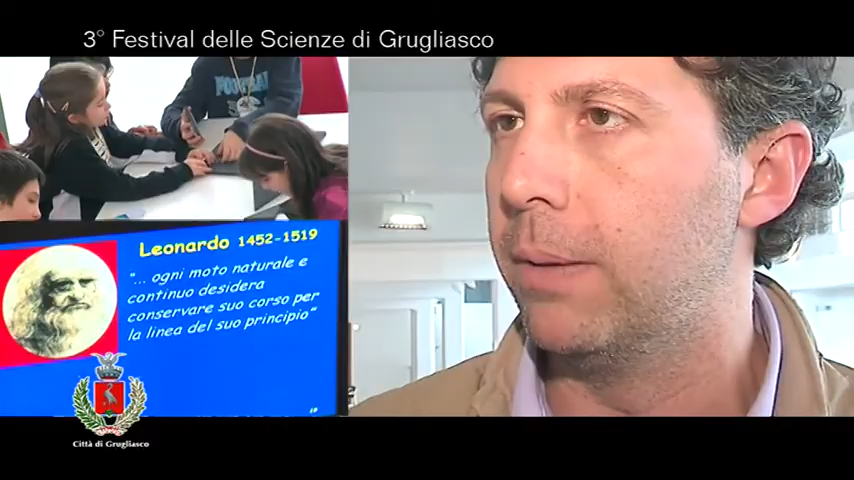 3° Festival delle Scienze di Grugliasco
Leonardo 1452-1519
"... ogni moto naturale e
continuo desidera
conservare suo corso per
la linea del suo principio"
Città di Grugliasco